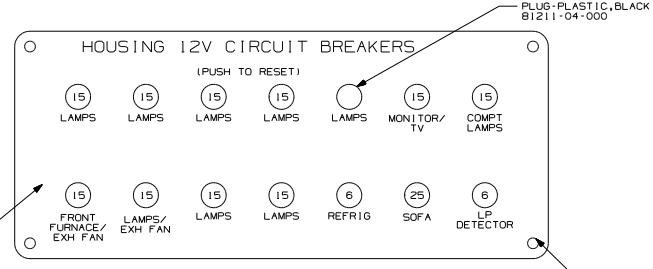 PLUG-PLASTIC,BLACK
81211-04-000
HOUSING 12V CIRCUIT BREAKERS
(PUSH TO RESET)
15 15 15 15 15 15
LAMPS LAMPS LAMPS LAMPS LAMPS MONITOR/ COMPT
TV LAMPS
15 15 15 15 6 25 6
FRONT LAMPS/ LAMPS LAMPS REFRIG SOFA LP
FURNACE/ EXH FAN DETECTOR
EXH FAN